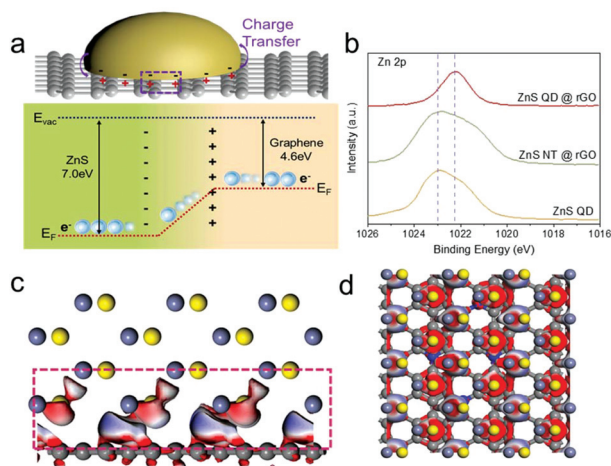 a
Charge
Transfer
- - - - - -
+ + + + + +
Evac
ZnS
7.0eV
Graphene
4.6eV
e-
EF
e-
EF
b
Zn 2p
ZnS QD @ rGO
ZnS NT @ rGO
ZnS QD
Intensity (a.u.)
1026 1024 1022 1020 1018 1016
Binding Energy (eV)
c
d